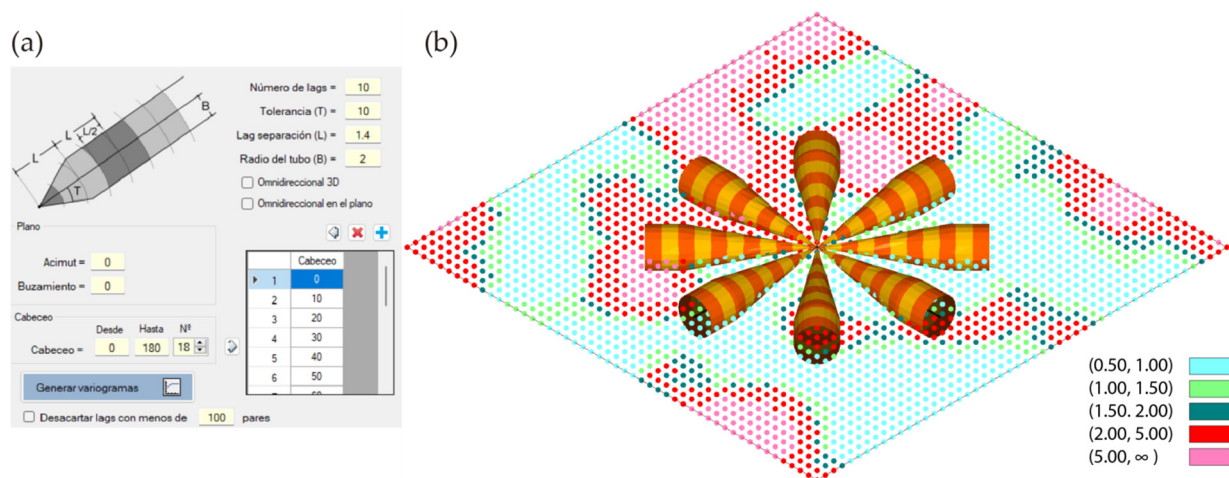 (a)
L
L
L/2
B
T
Número de lags = 10
Tolerancia (T) = 10
Lag separación (L) = 1.4
Radio del tubo (B) = 2
Omnidireccional 3D
Omnidireccional en el plano
Plano
Acimut = 0
Buzamiento = 0
Cabeceo
Desde Hasta Nº
Cabeceo = 0 180 18
Generar variogramas
Desacartar lags con menos de 100 pares
Cabeceo
1 0
2 10
3 20
4 30
5 40
6 50
(b)
(0.50, 1.00)
(1.00, 1.50)
(1.50. 2.00)
(2.00, 5.00)
(5.00, ∞ )